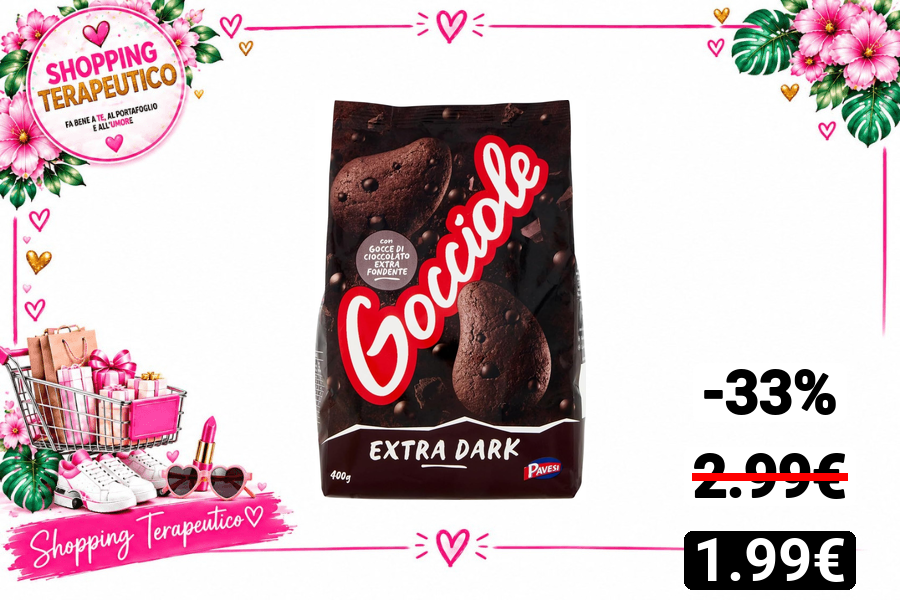 SHOPPING
TERAPEUTICO
FA BENE A TE, AL PORTAFOGLIO
E ALL'UMORE
Gocciole
con
GOCCE DI
CIOCCOLATO
EXTRA
FONDENTE
EXTRA DARK
400g
PAVESI
-33%
2.99€
1.99€
Shopping Terapeutico